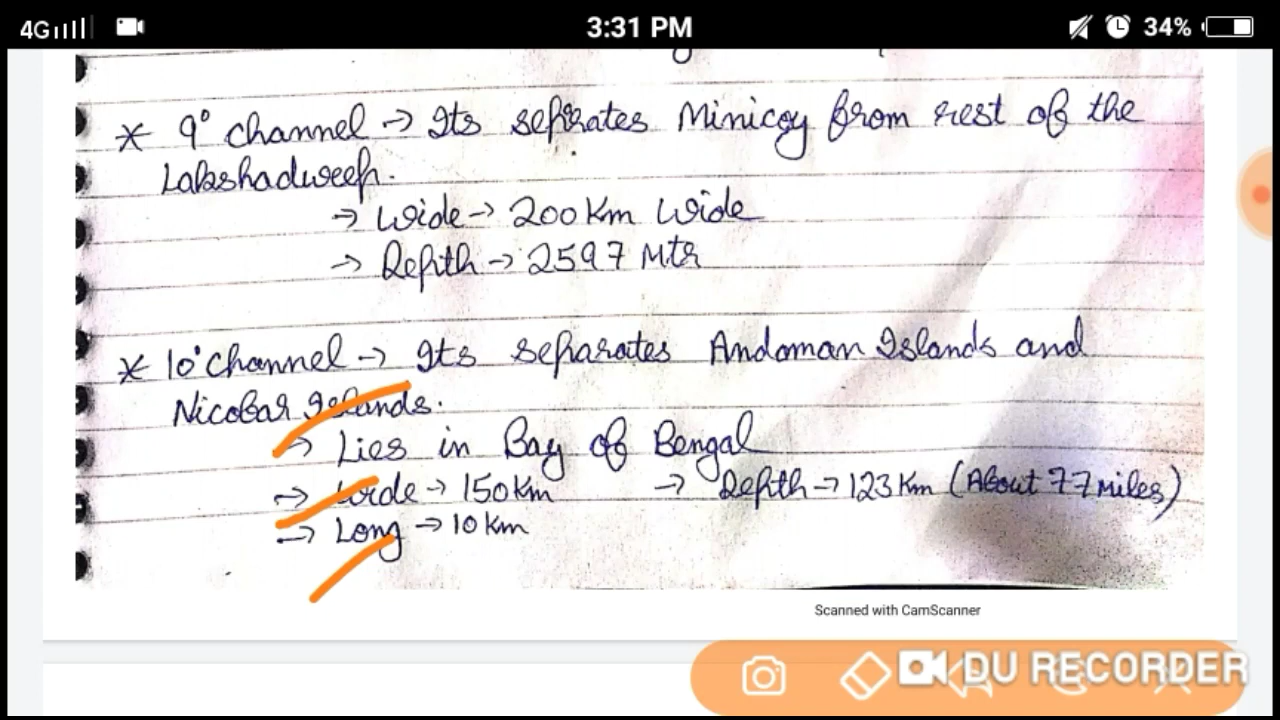 4G 3:31 PM 34%
* 9° channel → Its seperates Minicoy from rest of the
Lakshadweep.
→ Wide → 200 Km Wide
→ Depth → 2597 Mtr
* 10° channel → Its separates Andaman Islands and
Nicobar Islands.
→ Lies in Bay of Bengal
→ Wide → 150 Km → Depth → 123 Km (About 77 miles)
→ Long → 10 Km
Scanned with CamScanner
DU RECORDER